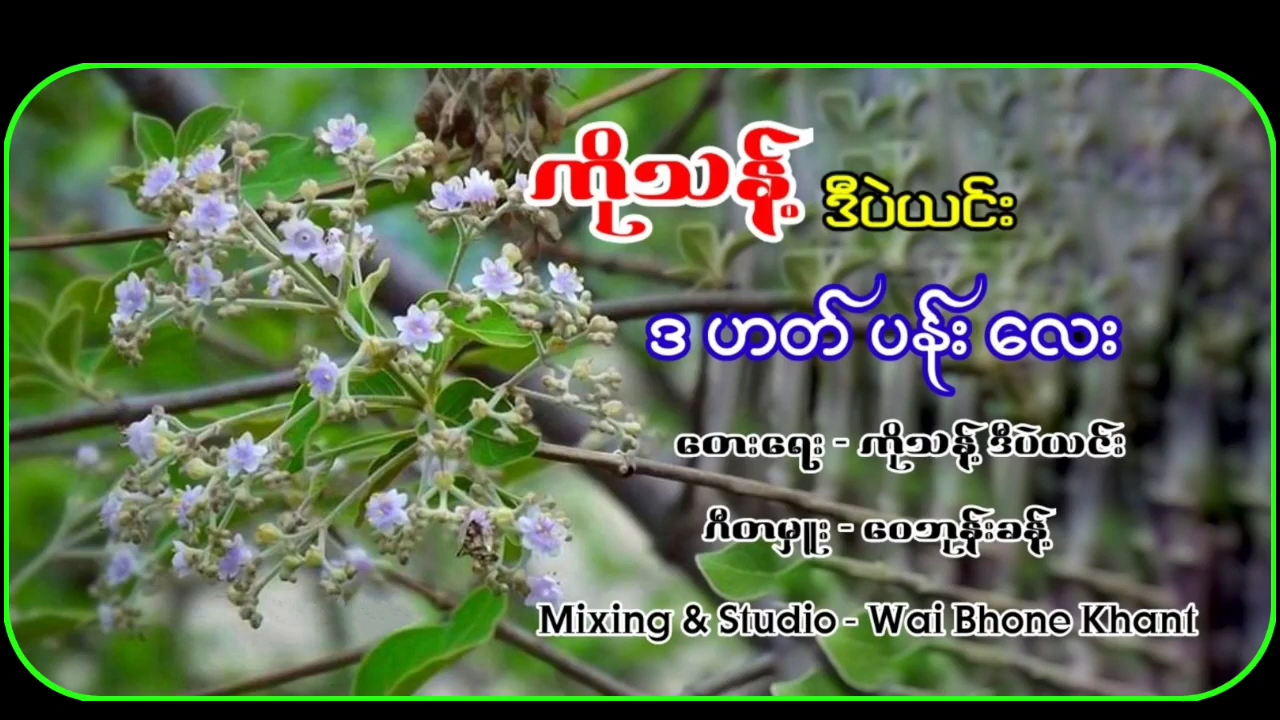 ကိုသန့် ဒီပဲယင်း
ဒ ဟတ် ပန်း လေး
တေးရေး - ကိုသန့် ဒီပဲယင်း
ဂီတမှူး - ဝေဘုန်းခန့်
Mixing & Studio - Wai Bhone Khant